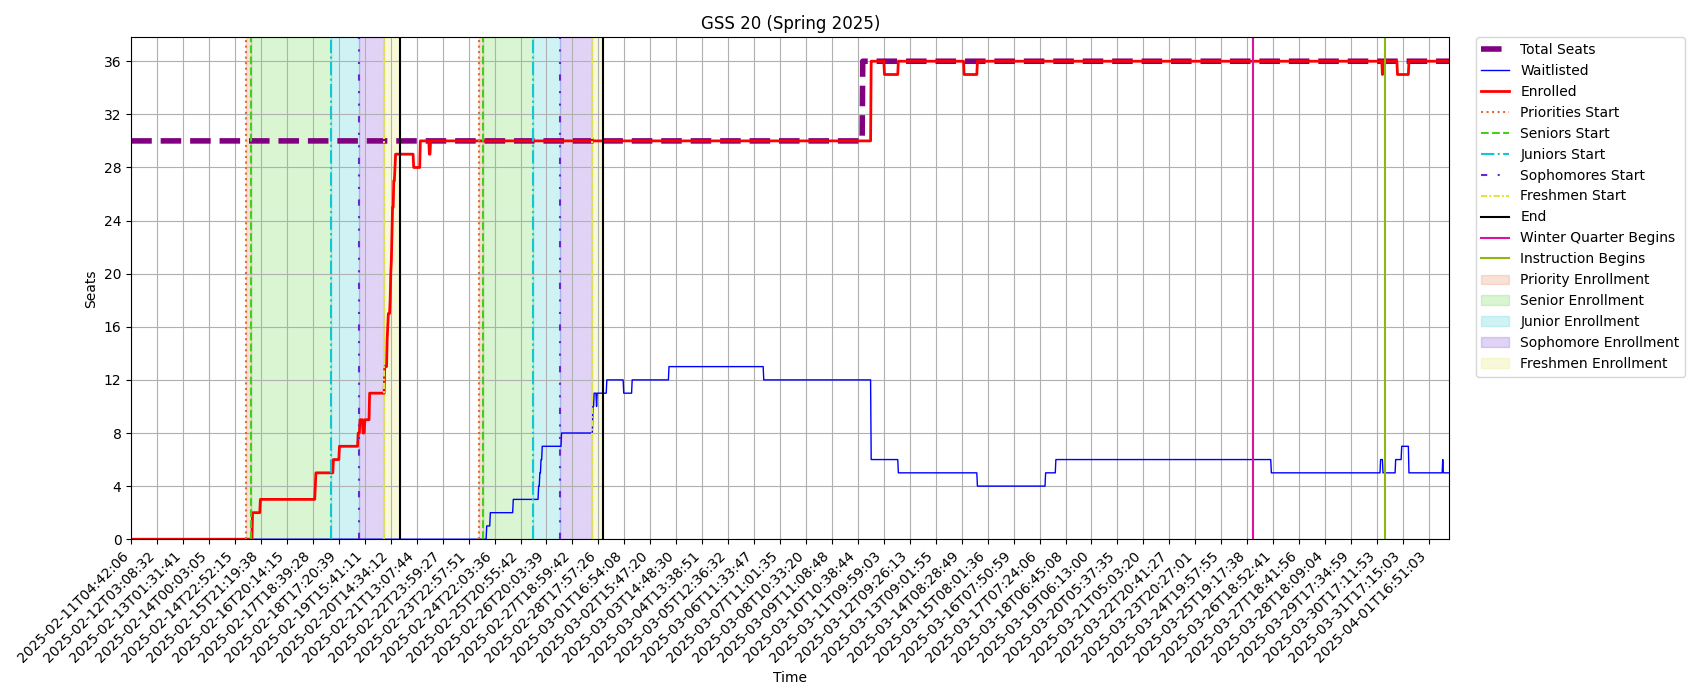 GSS 20 (Spring 2025)
Total Seats
Waitlisted
Enrolled
Priorities Start
Seniors Start
Juniors Start
Sophomores Start
Freshmen Start
End
Winter Quarter Begins
Instruction Begins
Priority Enrollment
Senior Enrollment
Junior Enrollment
Sophomore Enrollment
Freshmen Enrollment
Seats
36
32
28
24
20
16
12
8
4
0
2025-02-11T04:42:06
2025-02-12T03:08:32
2025-02-13T01:31:41
2025-02-14T00:03:05
2025-02-14T22:52:15
2025-02-15T21:19:38
2025-02-16T20:14:15
2025-02-17T18:39:28
2025-02-18T17:20:39
2025-02-19T15:41:11
2025-02-20T14:34:12
2025-02-21T13:07:44
2025-02-22T23:59:27
2025-02-23T22:57:51
2025-02-24T22:03:36
2025-02-25T20:55:42
2025-02-26T20:03:39
2025-02-27T18:59:42
2025-02-28T17:57:26
2025-03-01T16:54:08
2025-03-02T15:47:20
2025-03-03T14:48:30
2025-03-04T13:38:51
2025-03-05T12:36:32
2025-03-06T11:33:47
2025-03-07T11:01:35
2025-03-08T10:33:20
2025-03-09T11:08:48
2025-03-10T10:38:44
2025-03-11T09:59:03
2025-03-12T09:26:13
2025-03-13T09:01:55
2025-03-14T08:28:49
2025-03-15T08:01:36
2025-03-16T07:50:59
2025-03-17T07:24:06
2025-03-18T06:45:08
2025-03-19T06:13:00
2025-03-20T05:37:35
2025-03-21T05:03:20
2025-03-22T20:41:27
2025-03-23T20:27:01
2025-03-24T19:57:55
2025-03-25T19:17:38
2025-03-26T18:52:41
2025-03-27T18:41:56
2025-03-28T18:09:04
2025-03-29T17:34:59
2025-03-30T17:11:53
2025-03-31T17:15:03
2025-04-01T16:51:03
Time